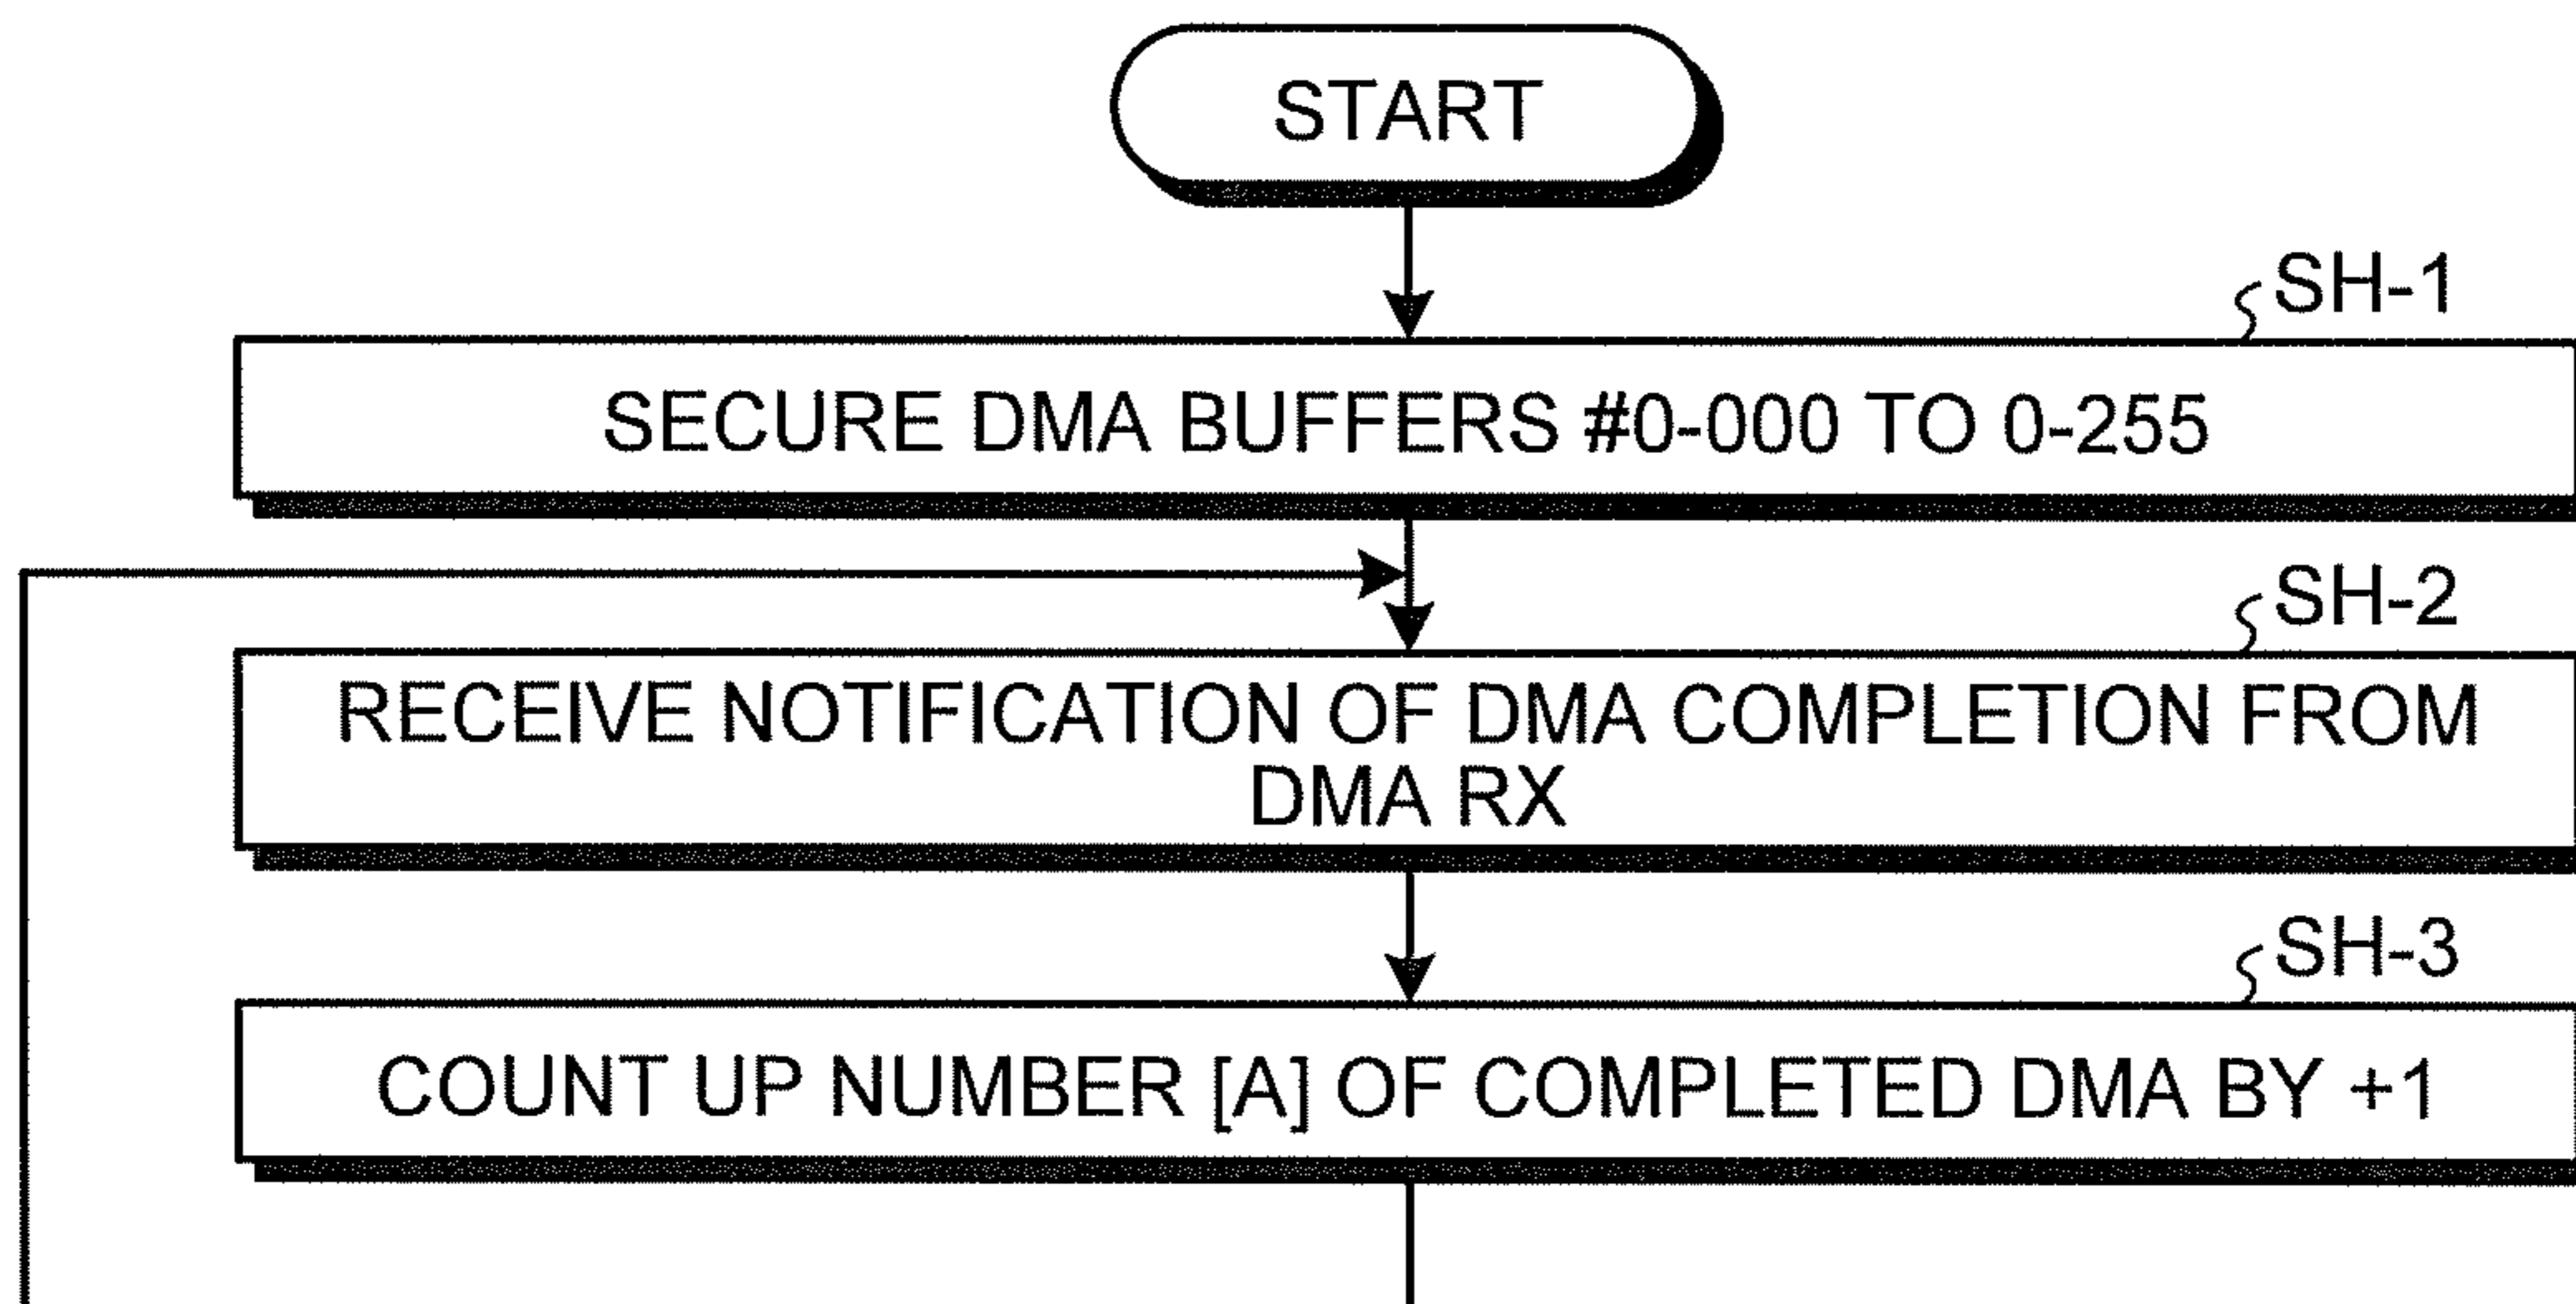 START
SH-1
SECURE DMA BUFFERS #0-000 TO 0-255
SH-2
RECEIVE NOTIFICATION OF DMA COMPLETION FROM
DMA RX
SH-3
COUNT UP NUMBER [A] OF COMPLETED DMA BY +1